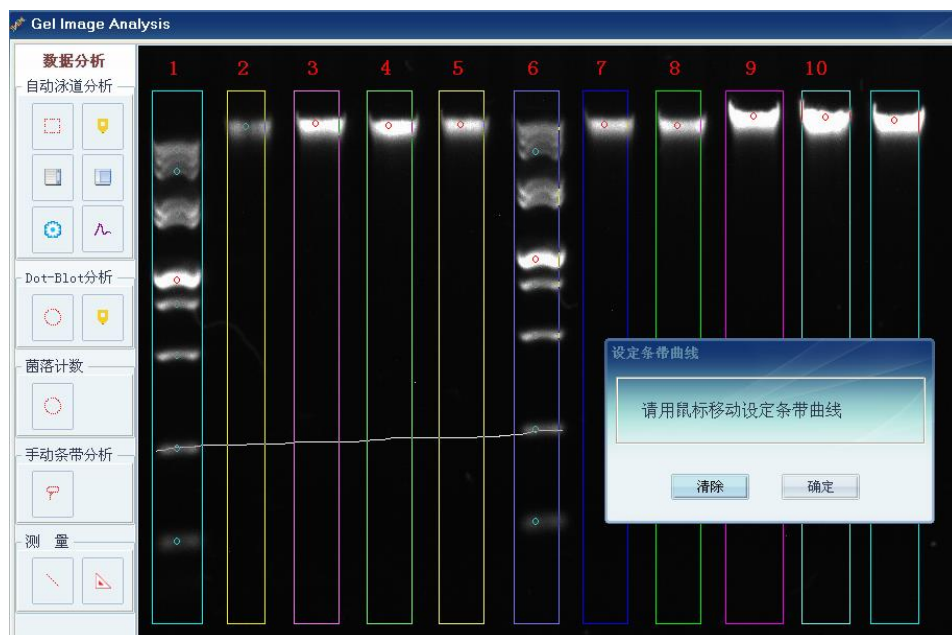 Gel Image Analysis
数据分析
自动泳道分析
Dot-Blot分析
菌落计数
手动条带分析
测 量
1 2 3 4 5 6 7 8 9 10
设定条带曲线
请用鼠标移动设定条带曲线
清除 确定